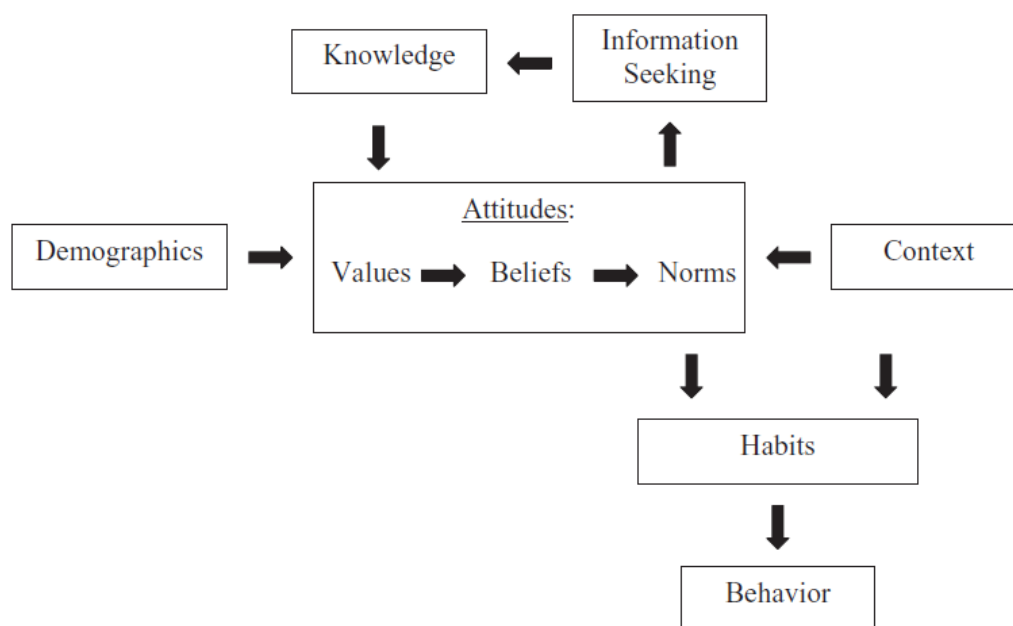 Knowledge
Information
Seeking
Attitudes:
Demographics
Values
Beliefs
Norms
Context
Habits
Behavior